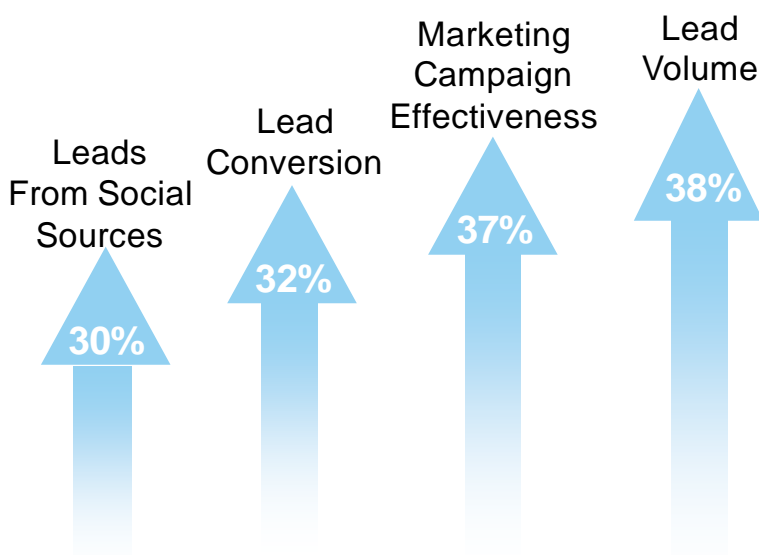 Leads
From Social
Sources
30%
Lead
Conversion
32%
Marketing
Campaign
Effectiveness
37%
Lead
Volume
38%